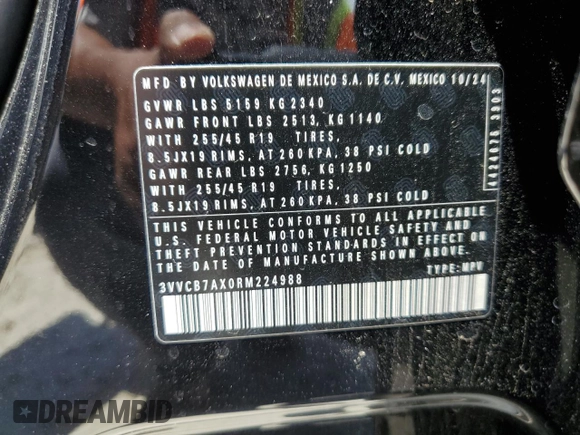 MFD BY VOLKSWAGEN DE MEXICO S.A. DE C.V. MEXICO 10/24
GVWR LBS 5159 KG 2340
GAWR FRONT LBS 2513, KG 1140
WITH 255/45 R19 TIRES,
8.5JX19 RIMS, AT 260 KPA, 38 PSI COLD
GAWR REAR LBS 2756, KG 1250
WITH 255/45 R19 TIRES,
8.5JX19 RIMS, AT 260 KPA, 38 PSI COLD
THIS VEHICLE CONFORMS TO ALL APPLICABLE
U.S. FEDERAL MOTOR VEHICLE SAFETY AND
THEFT PREVENTION STANDARDS IN EFFECT ON
THE DATE OF MANUFACTURE SHOWN ABOVE.
TYPE: MPV
3VVCB7AX0RM224988
DREAMBID